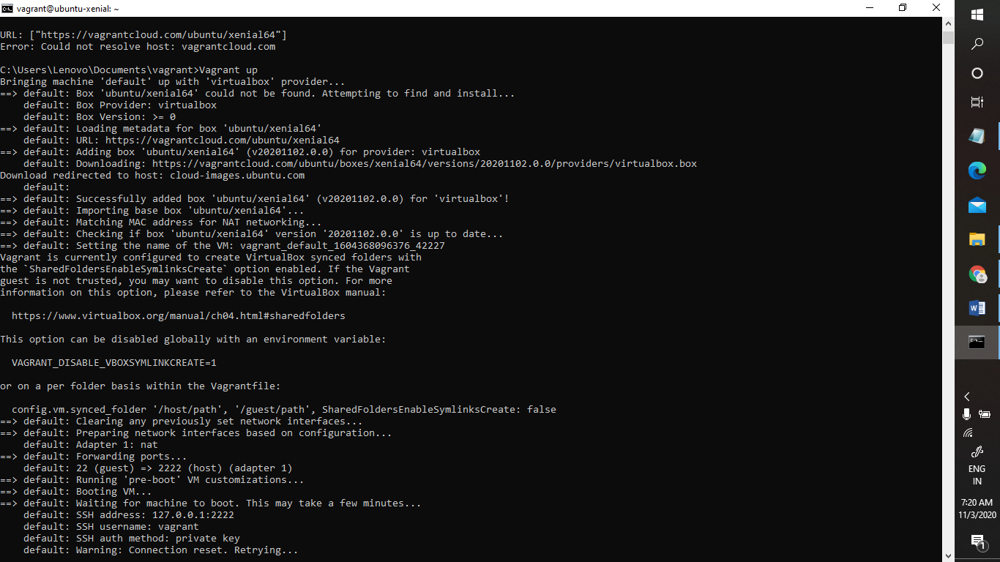 vagrant@ubuntu-xenial: ~
URL: ["https://vagrantcloud.com/ubuntu/xenial64"]
Error: Could not resolve host: vagrantcloud.com
C:\Users\Lenovo\Documents\vagrant>Vagrant up
Bringing machine 'default' up with 'virtualbox' provider...
==> default: Box 'ubuntu/xenial64' could not be found. Attempting to find and install...
    default: Box Provider: virtualbox
    default: Box Version: >= 0
==> default: Loading metadata for box 'ubuntu/xenial64'
    default: URL: https://vagrantcloud.com/ubuntu/xenial64
==> default: Adding box 'ubuntu/xenial64' (v20201102.0.0) for provider: virtualbox
    default: Downloading: https://vagrantcloud.com/ubuntu/boxes/xenial64/versions/20201102.0.0/providers/virtualbox.box
Download redirected to host: cloud-images.ubuntu.com
    default:
==> default: Successfully added box 'ubuntu/xenial64' (v20201102.0.0) for 'virtualbox'!
==> default: Importing base box 'ubuntu/xenial64'...
==> default: Matching MAC address for NAT networking...
==> default: Checking if box 'ubuntu/xenial64' version '20201102.0.0' is up to date...
==> default: Setting the name of the VM: vagrant_default_1604368096376_42227
Vagrant is currently configured to create VirtualBox synced folders with
the `SharedFoldersEnableSymlinksCreate` option enabled. If the Vagrant
guest is not trusted, you may want to disable this option. For more
information on this option, please refer to the VirtualBox manual:
  https://www.virtualbox.org/manual/ch04.html#sharedfolders
This option can be disabled globally with an environment variable:
  VAGRANT_DISABLE_VBOXSYMLINKCREATE=1
or on a per folder basis within the Vagrantfile:
  config.vm.synced_folder '/host/path', '/guest/path', SharedFoldersEnableSymlinksCreate: false
==> default: Clearing any previously set network interfaces...
==> default: Preparing network interfaces based on configuration...
    default: Adapter 1: nat
==> default: Forwarding ports...
    default: 22 (guest) => 2222 (host) (adapter 1)
==> default: Running 'pre-boot' VM customizations...
==> default: Booting VM...
==> default: Waiting for machine to boot. This may take a few minutes...
    default: SSH address: 127.0.0.1:2222
    default: SSH username: vagrant
    default: SSH auth method: private key
    default: Warning: Connection reset. Retrying...
ENG
IN
7:20 AM
11/3/2020
1